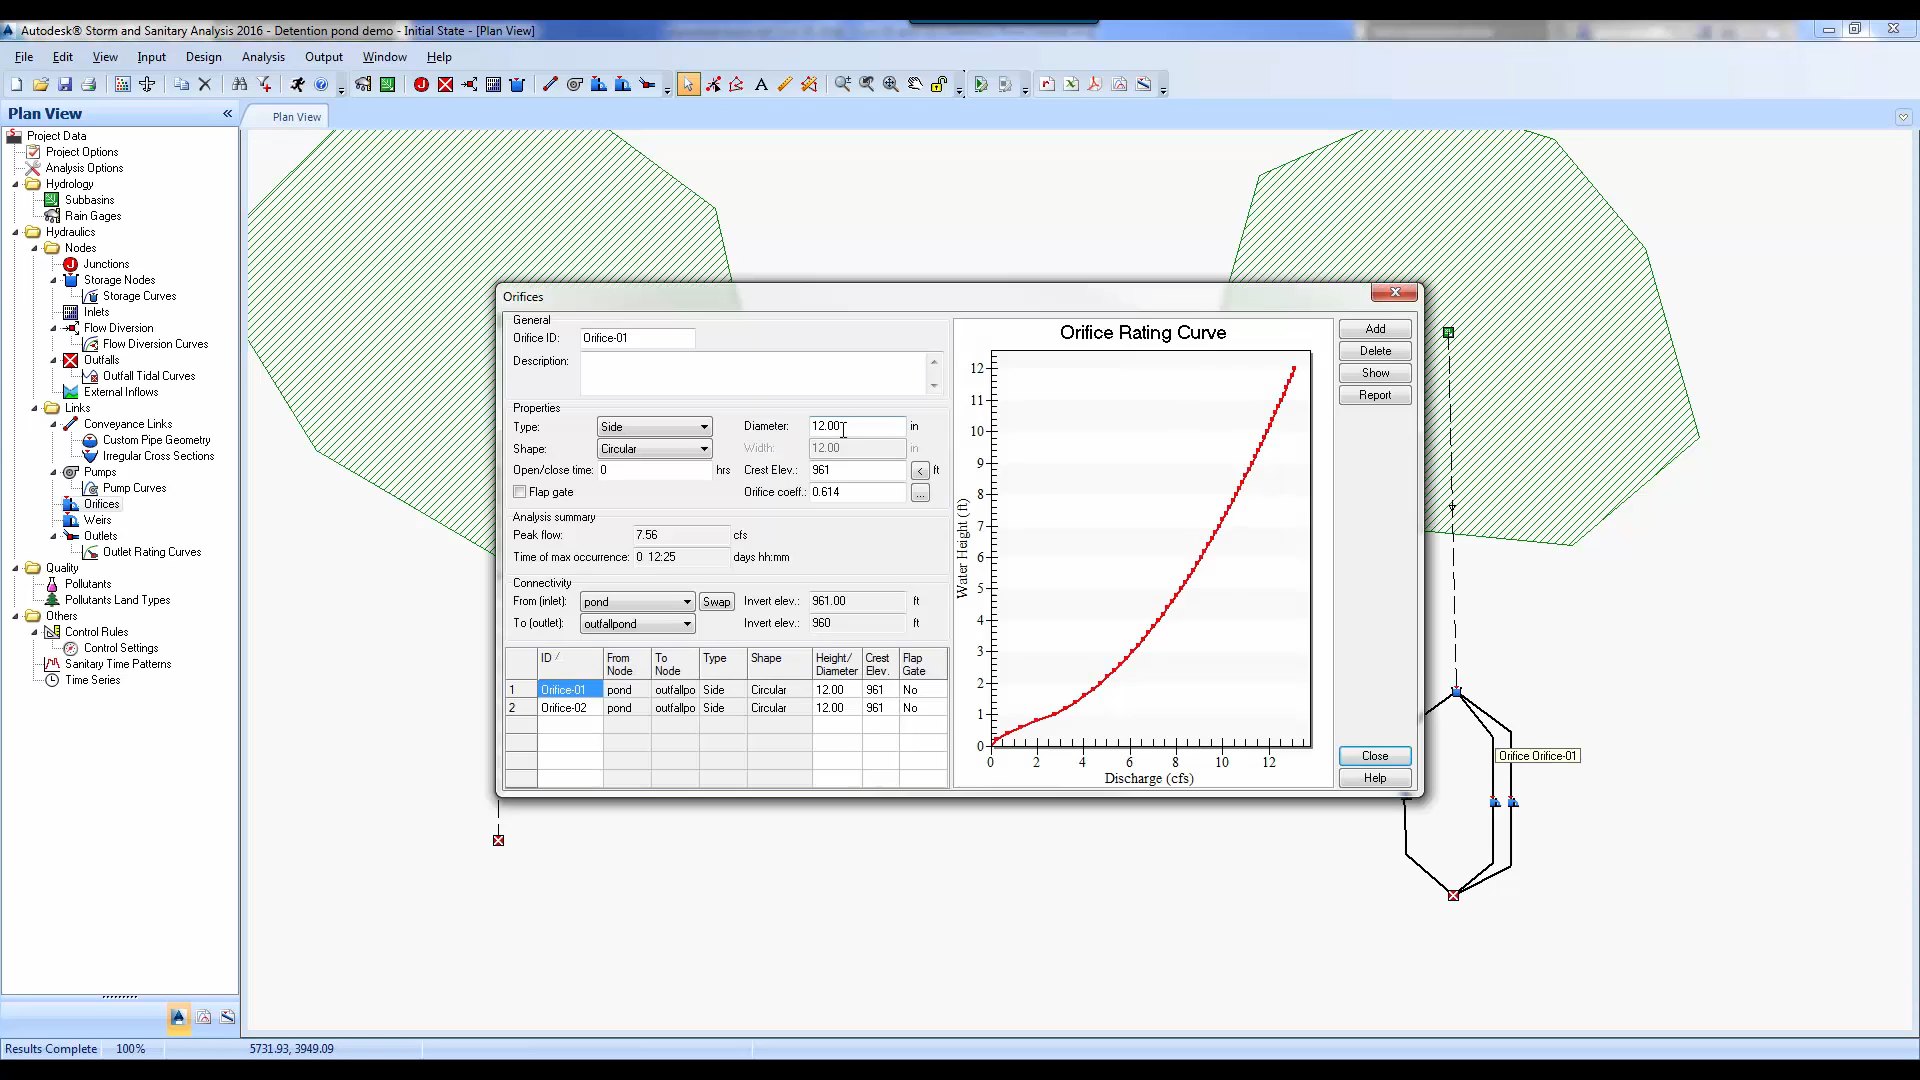 Autodesk® Storm and Sanitary Analysis 2016 - Detention pond demo - Initial State - [Plan View]
File Edit View Input Design Analysis Output Window Help
Plan View «
Plan View
Project Data
Project Options
Analysis Options
Hydrology
Subbasins
Rain Gages
Hydraulics
Nodes
Junctions
Storage Nodes
Storage Curves
Inlets
Flow Diversion
Flow Diversion Curves
Outfalls
Outfall Tidal Curves
External Inflows
Links
Conveyance Links
Custom Pipe Geometry
Irregular Cross Sections
Pumps
Pump Curves
Orifices
Weirs
Outlets
Outlet Rating Curves
Quality
Pollutants
Pollutants Land Types
Others
Control Rules
Control Settings
Sanitary Time Patterns
Time Series
Orifices
General
Orifice ID: Orifice-01
Description:
Properties
Type: Side Diameter: 12.00 in
Shape: Circular Width: 12.00 in
Open/close time: 0 hrs Crest Elev.: 961 < ft
Flap gate Orifice coeff.: 0.614 ...
Analysis summary
Peak flow: 7.56 cfs
Time of max occurrence: 0 12:25 days hh:mm
Connectivity
From (inlet): pond Swap Invert elev.: 961.00 ft
To (outlet): outfallpond Invert elev.: 960 ft
ID / From Node To Node Type Shape Height/ Diameter Crest Elev. Flap Gate
1 Orifice-01 pond outfallpo Side Circular 12.00 961 No
2 Orifice-02 pond outfallpo Side Circular 12.00 961 No
Orifice Rating Curve
12
11
10
9
8
7
6
5
4
3
2
1
0
Water Height (ft)
0 2 4 6 8 10 12
Discharge (cfs)
Add
Delete
Show
Report
Close
Help
Orifice Orifice-01
Results Complete 100% 5731.93, 3949.09